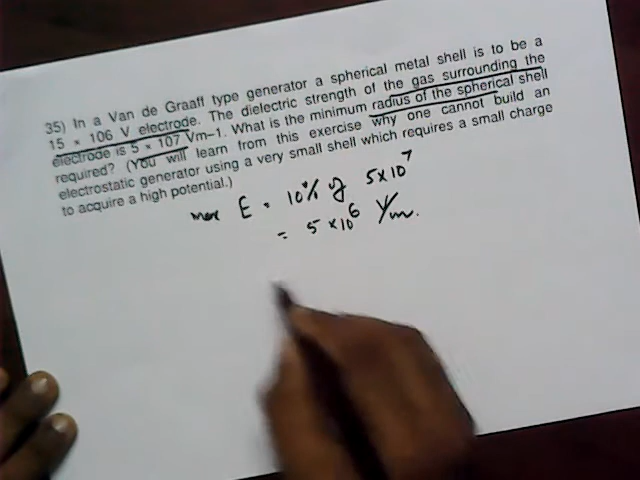 35) In a Van de Graaff type generator a spherical metal shell is to be a
15 × 106 V electrode. The dielectric strength of the gas surrounding the
electrode is 5 × 107 Vm–1. What is the minimum radius of the spherical shell
required? (You will learn from this exercise why one cannot build an
electrostatic generator using a very small shell which requires a small charge
to acquire a high potential.)
max E = 10% of 5×10⁷
= 5×10⁶ V/m.